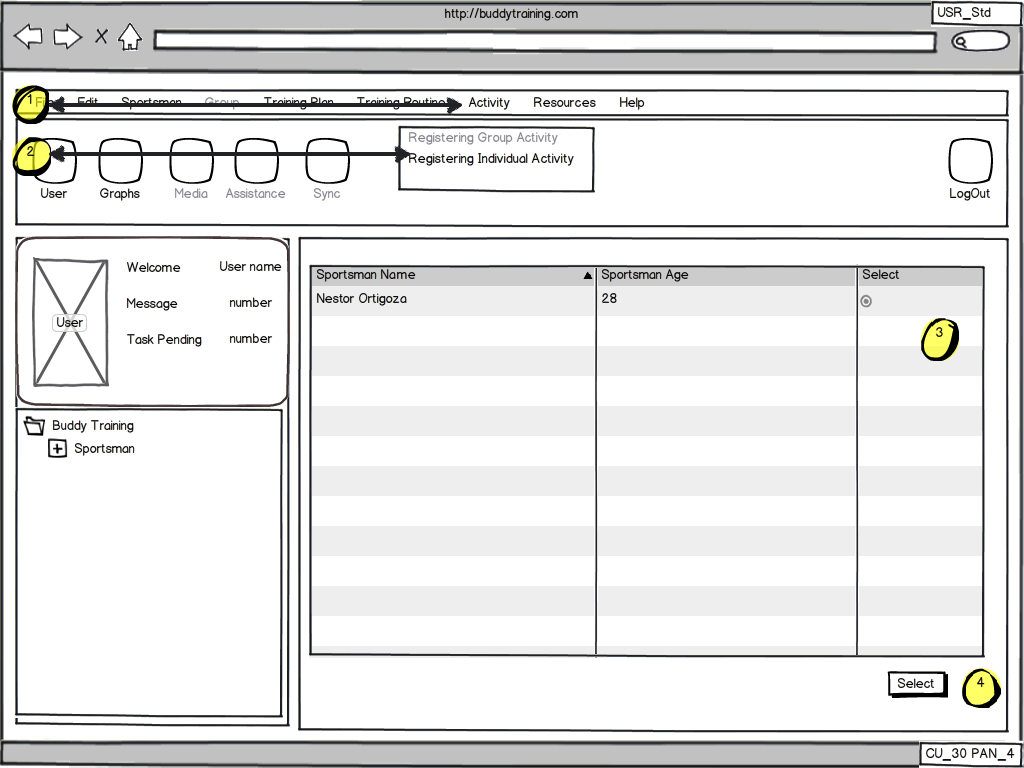 http://buddytraining.com
USR_Std
1
Edit Sportsman Group Training Plan Training Routine Activity Resources Help
2
Registering Group Activity
Registering Individual Activity
User Graphs Media Assistance Sync LogOut
Welcome User name
Message number
User
Task Pending number
Buddy Training
Sportsman
Sportsman Name Sportsman Age Select
Nestor Ortigoza 28
3
Select
4
CU_30 PAN_4